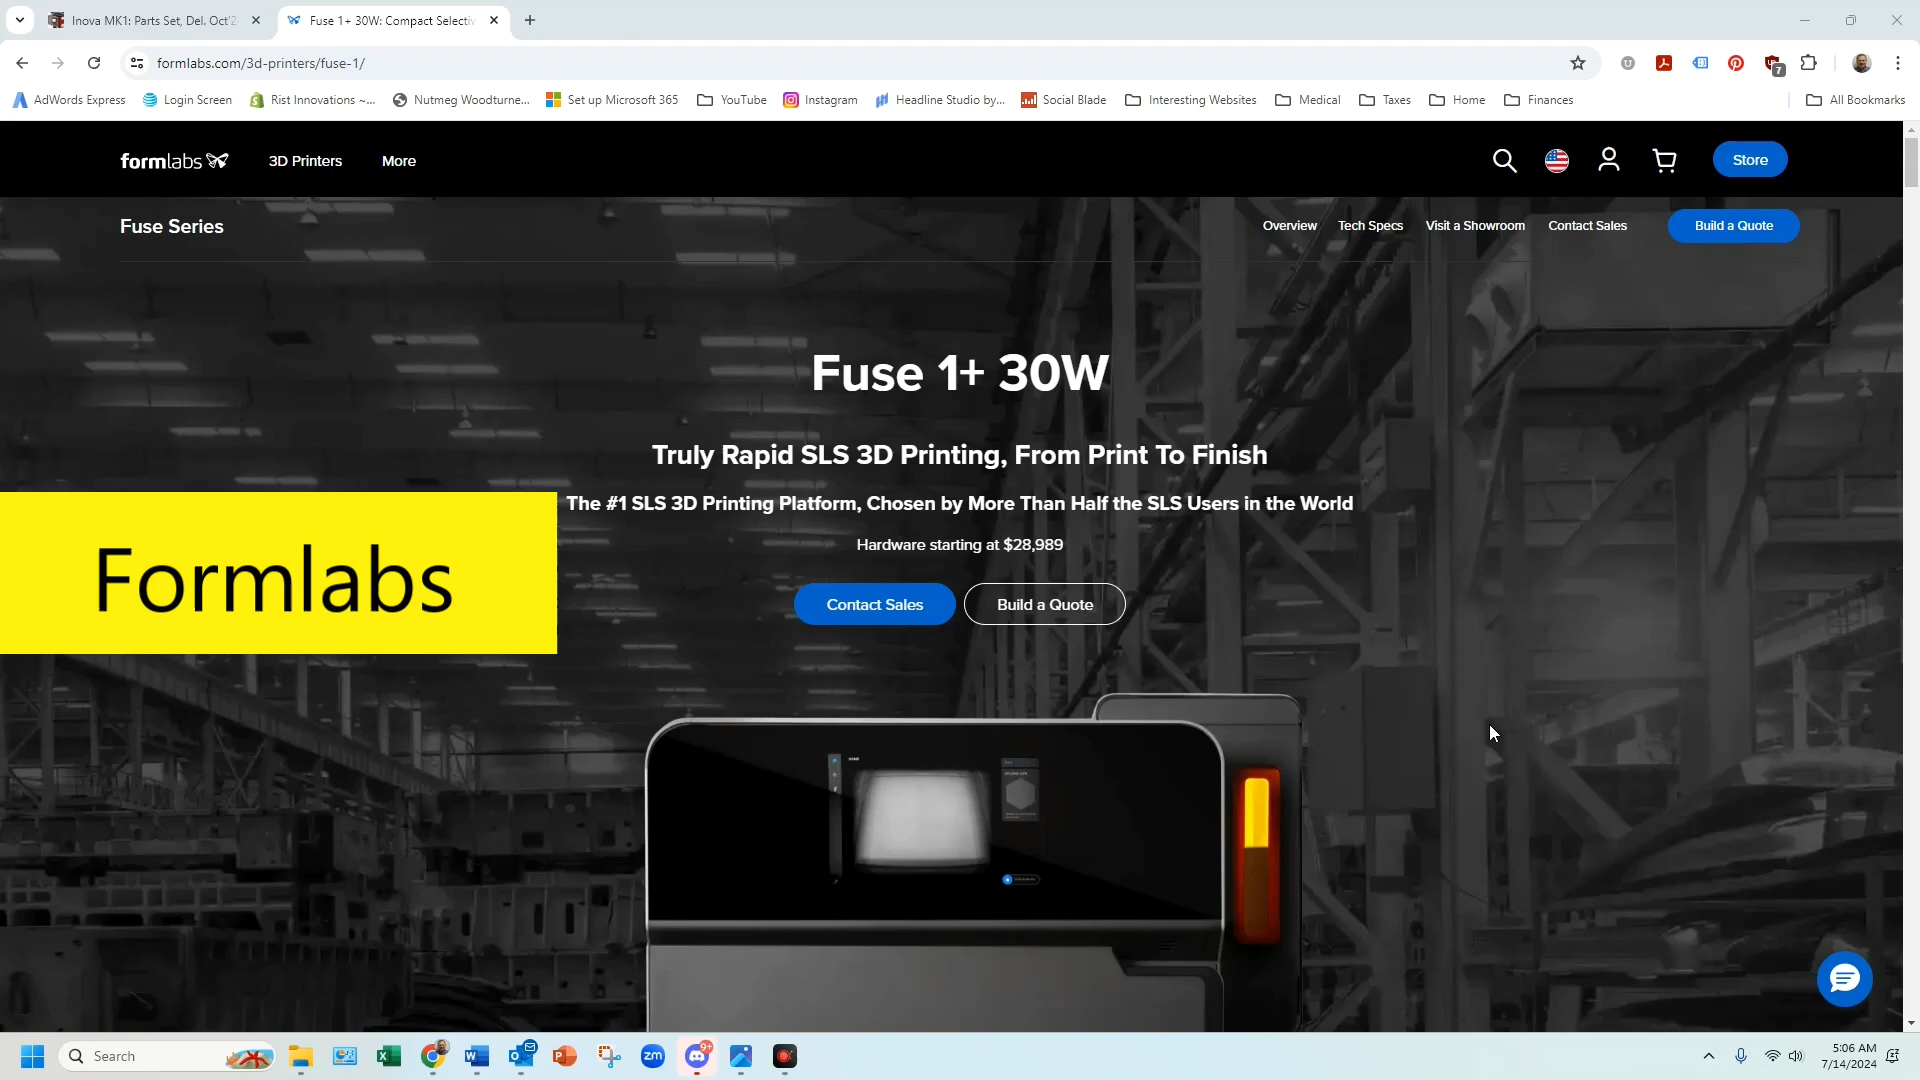 Inova MK1: Parts Set, Del. Oct'2
Fuse 1+ 30W: Compact Selectiv
formlabs.com/3d-printers/fuse-1/
7
AdWords Express
Login Screen
Rist Innovations ~...
Nutmeg Woodturne...
Set up Microsoft 365
YouTube
Instagram
Headline Studio by...
Social Blade
Interesting Websites
Medical
Taxes
Home
Finances
All Bookmarks
formlabs
3D Printers
More
Store
Fuse Series
Overview
Tech Specs
Visit a Showroom
Contact Sales
Build a Quote
Fuse 1+ 30W
Truly Rapid SLS 3D Printing, From Print To Finish
The #1 SLS 3D Printing Platform, Chosen by More Than Half the SLS Users in the World
Hardware starting at $28,989
Formlabs
Contact Sales
Build a Quote
Search
zm
9+
5:06 AM
7/14/2024